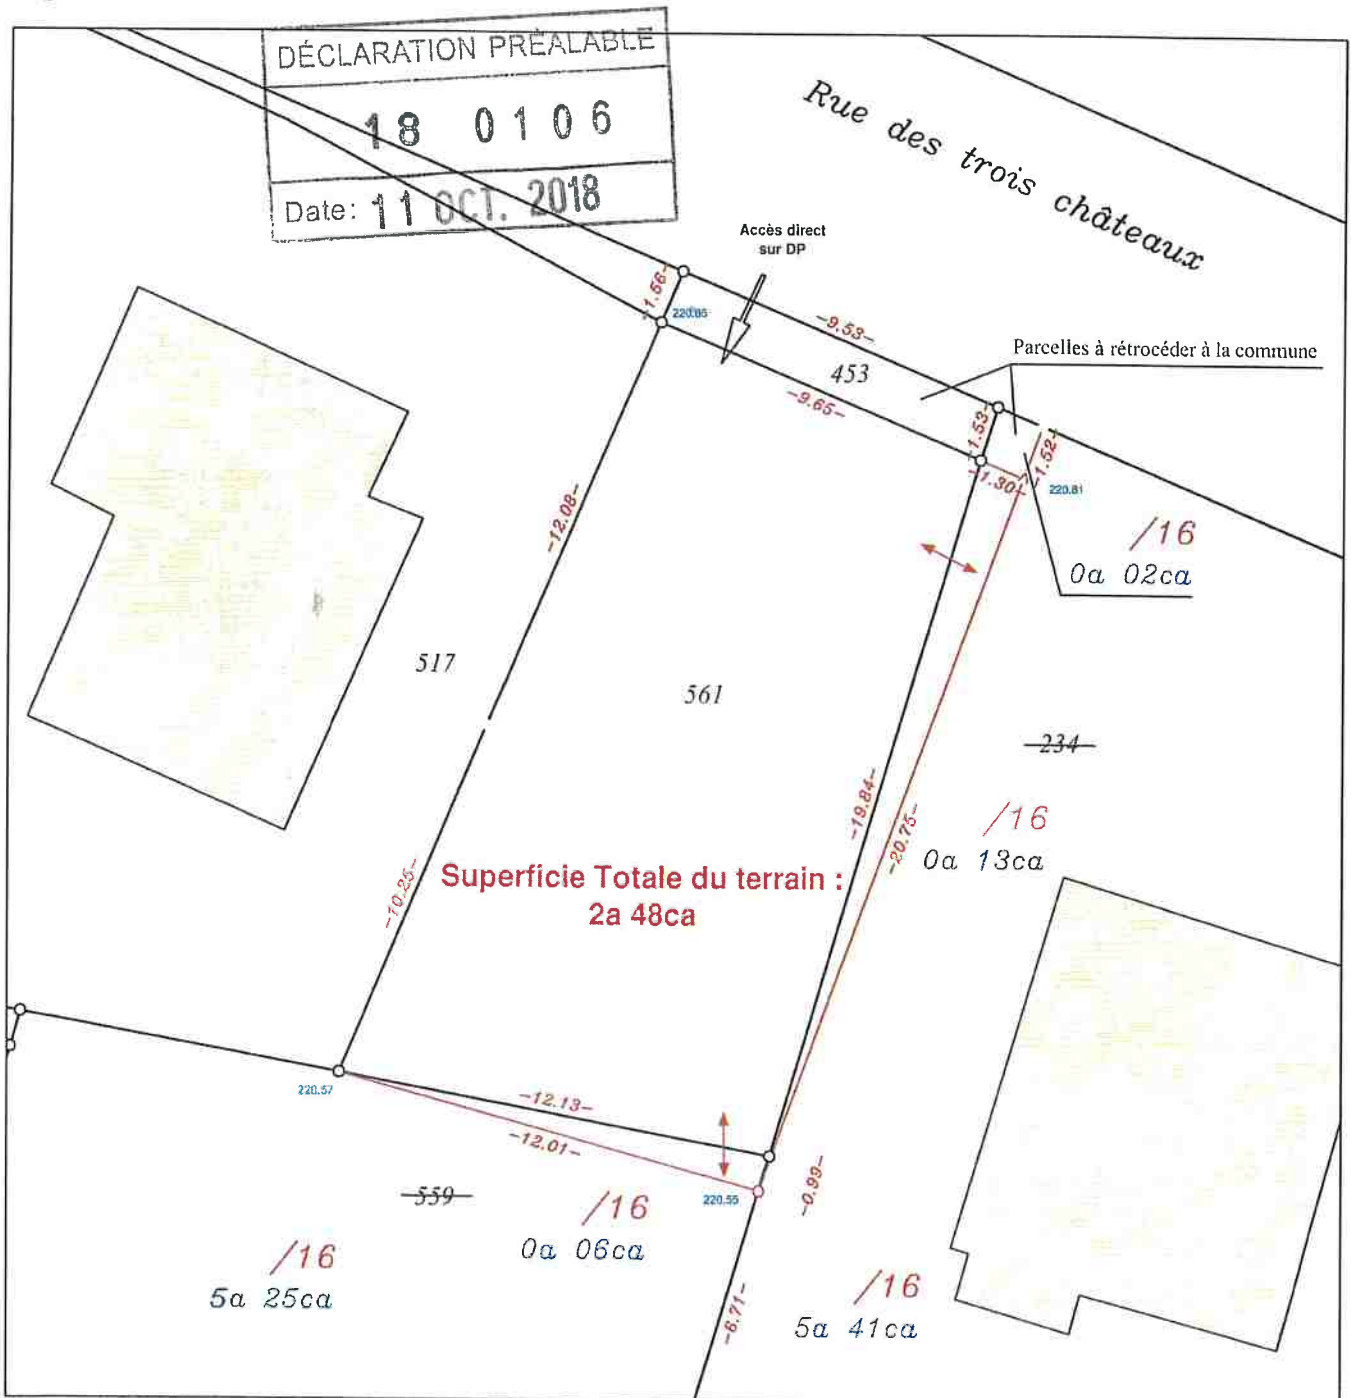 DÉCLARATION PRÉALABLE
18 0106
Date: 11 OCT. 2018
Rue des trois châteaux
Accès direct
sur DP
-1.56-
220.85
-9.53-
Parcelles à rétrocéder à la commune
453
-9.65-
-1.53-
-1.52-
-1.30-
220.81
/16
0a 02ca
-12.08-
517
561
234
-19.84-
/16
0a 13ca
-20.75-
Superficie Totale du terrain :
2a 48ca
-10.25-
220.57
-12.13-
-12.01-
559
/16
0a 06ca
220.55
-0.99-
/16
5a 25ca
/16
5a 41ca
-6.71-